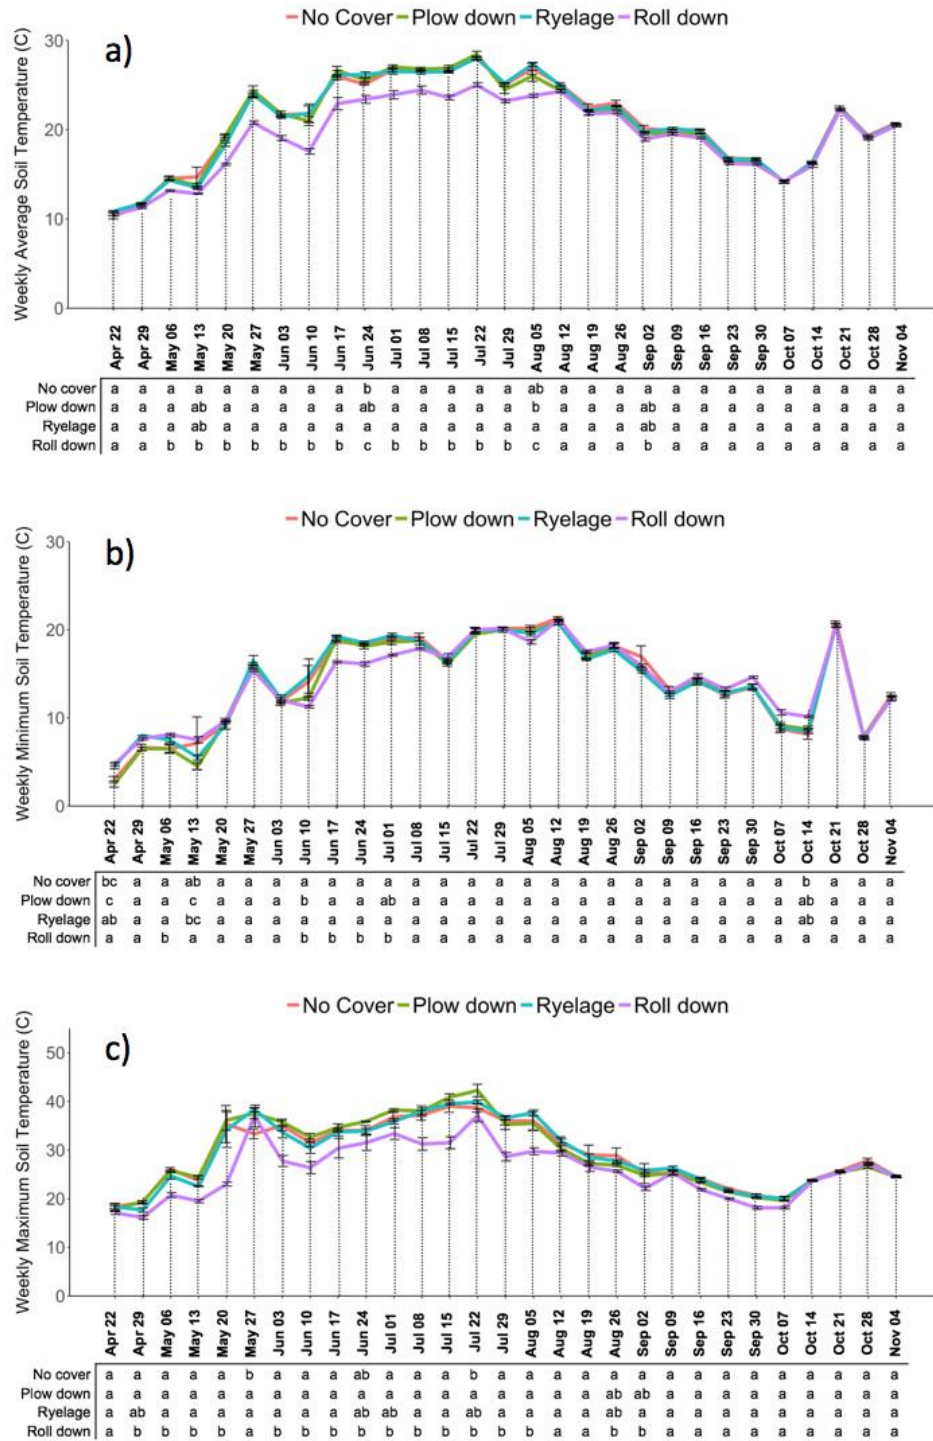 No Cover Plow down Ryelage Roll down
a)
Weekly Average Soil Temperature (C)
30
20
10
0
Apr 22 Apr 29 May 06 May 13 May 20 May 27 Jun 03 Jun 10 Jun 17 Jun 24 Jul 01 Jul 08 Jul 15 Jul 22 Jul 29 Aug 05 Aug 12 Aug 19 Aug 26 Sep 02 Sep 09 Sep 16 Sep 23 Sep 30 Oct 07 Oct 14 Oct 21 Oct 28 Nov 04
No cover a a a a a a a a a b a a a a a ab a a a a a a a a a a a a a
Plow down a a a ab a a a a a ab a a a a a b a a a ab a a a a a a a a a
Ryelage a a a ab a a a a a a a a a a a a a a a ab a a a a a a a a a
Roll down a a b b b b b b b c b b b b b c a a a b a a a a a a a a a
No Cover Plow down Ryelage Roll down
b)
Weekly Minimum Soil Temperature (C)
30
20
10
0
Apr 22 Apr 29 May 06 May 13 May 20 May 27 Jun 03 Jun 10 Jun 17 Jun 24 Jul 01 Jul 08 Jul 15 Jul 22 Jul 29 Aug 05 Aug 12 Aug 19 Aug 26 Sep 02 Sep 09 Sep 16 Sep 23 Sep 30 Oct 07 Oct 14 Oct 21 Oct 28 Nov 04
No cover bc a a ab a a a a a a a a a a a a a a a a a a a a a b a a a
Plow down c a a c a a a b a a ab a a a a a a a a a a a a a a ab a a a
Ryelage ab a a bc a a a a a a a a a a a a a a a a a a a a a ab a a a
Roll down a a b a a a a b b b b a a a a a a a a a a a a a a a a a a
No Cover Plow down Ryelage Roll down
c)
Weekly Maximum Soil Temperature (C)
50
40
30
20
10
0
Apr 22 Apr 29 May 06 May 13 May 20 May 27 Jun 03 Jun 10 Jun 17 Jun 24 Jul 01 Jul 08 Jul 15 Jul 22 Jul 29 Aug 05 Aug 12 Aug 19 Aug 26 Sep 02 Sep 09 Sep 16 Sep 23 Sep 30 Oct 07 Oct 14 Oct 21 Oct 28 Nov 04
No cover a a a a a b a a a ab a a a b a a a a a a a a a a a a a a a
Plow down a a a a a a a a a a a a a a a a a a ab ab a a a a a a a a a
Ryelage a ab a a a a a a a ab ab a a ab a a a a ab a a a a a a a a a a
Roll down a b b b b a b b b b b b b b b b a a b b a a a a a a a a a